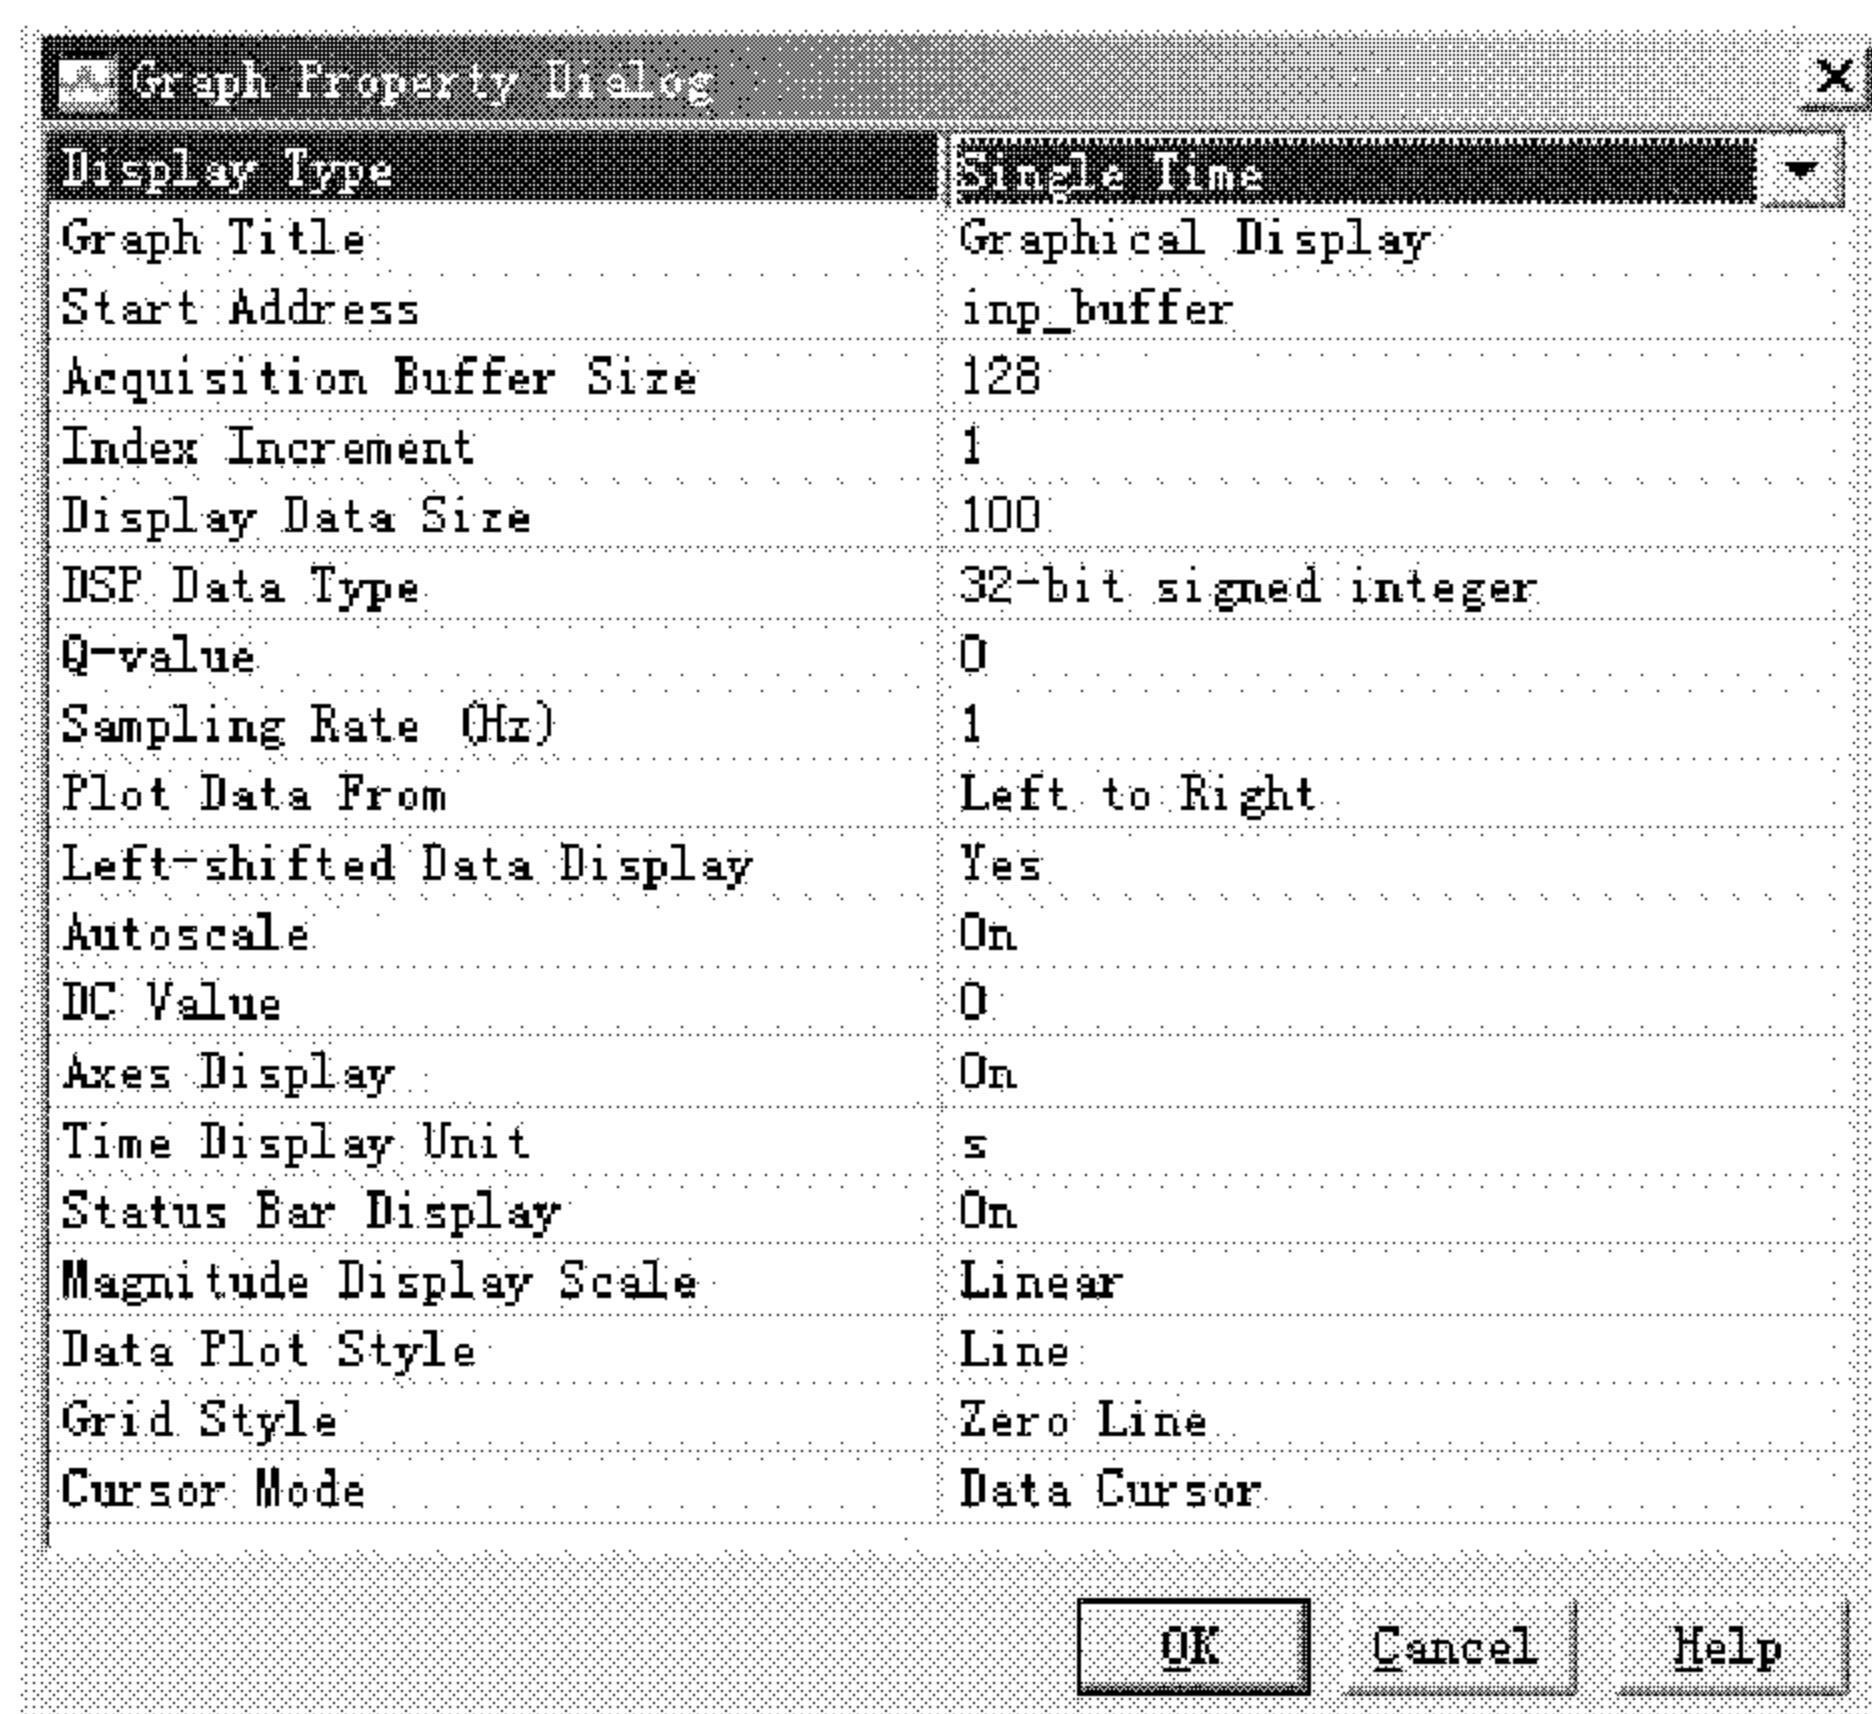 Graph Property Dialog
Display Type Single Time
Graph Title Graphical Display
Start Address inp_buffer
Acquisition Buffer Size 128
Index Increment 1
Display Data Size 100
DSP Data Type 32-bit signed integer
Q-value 0
Sampling Rate (Hz) 1
Plot Data From Left to Right
Left-shifted Data Display Yes
Autoscale On
DC Value 0
Axes Display On
Time Display Unit s
Status Bar Display On
Magnitude Display Scale Linear
Data Plot Style Line
Grid Style Zero Line
Cursor Mode Data Cursor
OK Cancel Help